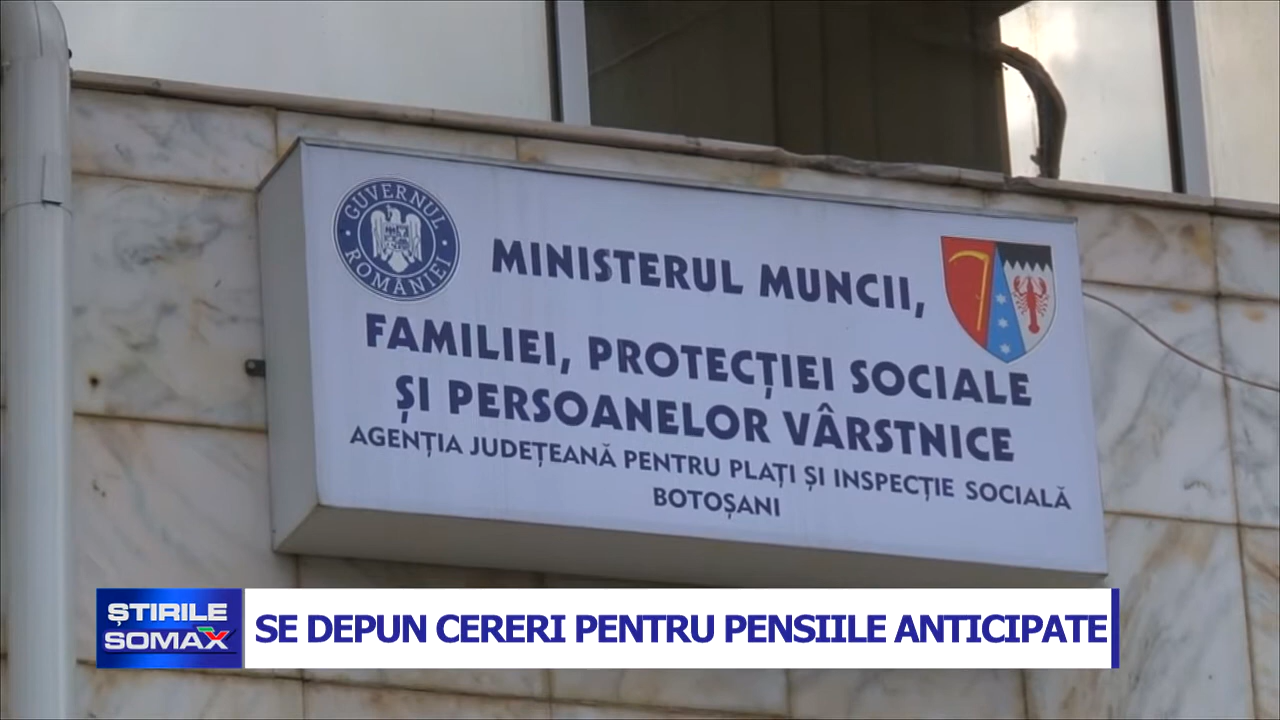 GUVERNUL ROMÂNIEI
MINISTERUL MUNCII,
FAMILIEI, PROTECȚIEI SOCIALE
ȘI PERSOANELOR VÂRSTNICE
AGENȚIA JUDEȚEANĂ PENTRU PLAȚI ȘI INSPECȚIE SOCIALĂ
BOTOȘANI
ȘTIRILE
SOMAX
SE DEPUN CERERI PENTRU PENSIILE ANTICIPATE